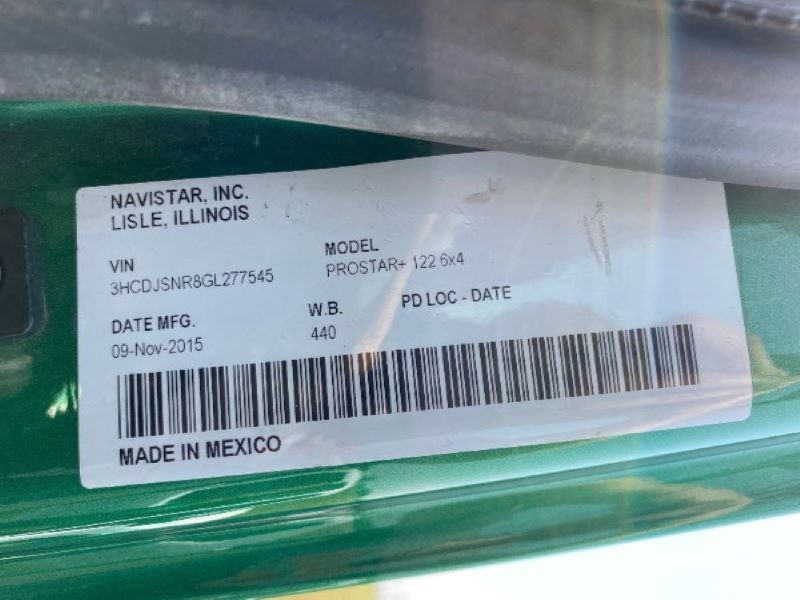 NAVISTAR, INC.
LISLE, ILLINOIS
VIN
3HCDJSNR8GL277545
MODEL
PROSTAR+ 122 6x4
DATE MFG.
09-Nov-2015
W.B.
440
PD LOC - DATE
MADE IN MEXICO